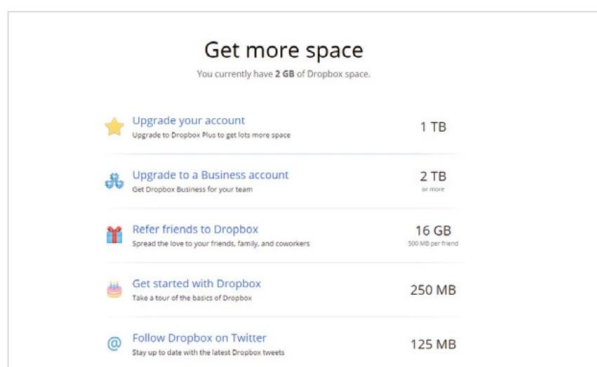 Get more space
You currently have 2 GB of Dropbox space.
Upgrade your account
Upgrade to Dropbox Plus to get lots more space
1 TB
Upgrade to a Business account
Get Dropbox Business for your team
2 TB
or more
Refer friends to Dropbox
Spread the love to your friends, family, and coworkers
16 GB
500 MB per friend
Get started with Dropbox
Take a tour of the basics of Dropbox
250 MB
@ Follow Dropbox on Twitter
Stay up to date with the latest Dropbox tweets
125 MB